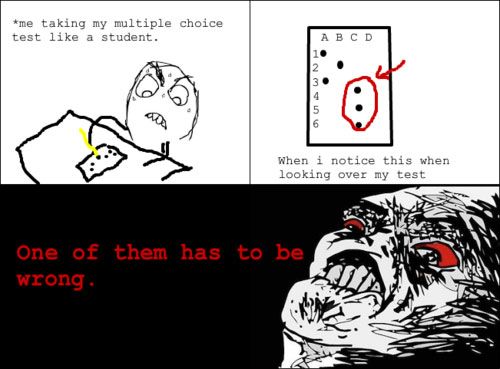 *me taking my multiple choice
test like a student.
A B C D
1
2
3
4
5
6
When i notice this when
looking over my test
One of them has to be
wrong.